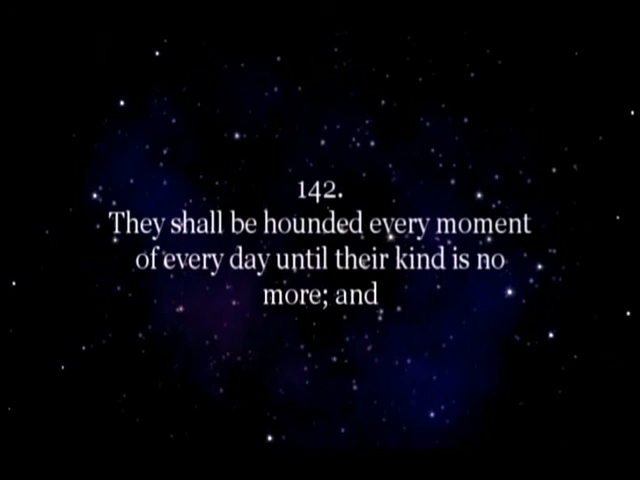 142.
They shall be hounded every moment
of every day until their kind is no
more; and